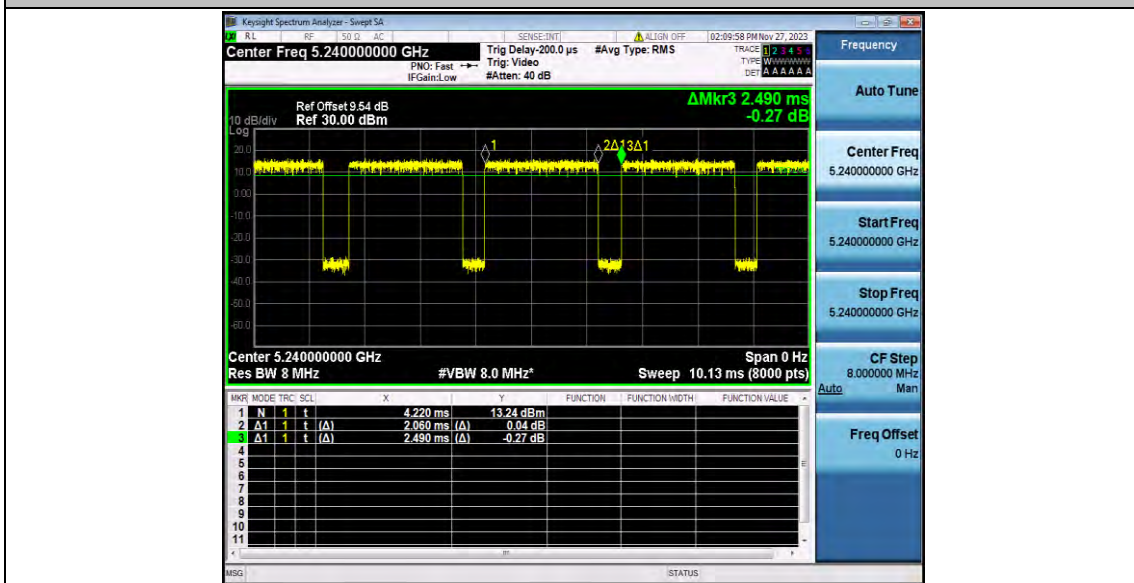 Keysight Spectrum Analyzer - Swept SA
RL RF 50 Ω AC SENSE:INT ALIGN OFF 02:09:58 PM Nov 27, 2023
Center Freq 5.240000000 GHz
PNO: Fast
IFGain:Low
Trig Delay-200.0 µs
Trig: Video
#Atten: 40 dB
#Avg Type: RMS
TRACE 1 2 3 4 5 6
TYPE W
DET A A A A A A
Frequency
Auto Tune
Center Freq
5.240000000 GHz
Start Freq
5.240000000 GHz
Stop Freq
5.240000000 GHz
CF Step
8.000000 MHz
Auto Man
Freq Offset
0 Hz
ΔMkr3 2.490 ms
-0.27 dB
Ref Offset 9.54 dB
10 dB/div Ref 30.00 dBm
Log
20.0
10.0
0.00
-10.0
-20.0
-30.0
-40.0
-50.0
-60.0
1 2Δ1 3Δ1
Center 5.240000000 GHz Span 0 Hz
Res BW 8 MHz #VBW 8.0 MHz* Sweep 10.13 ms (8000 pts)
MKR MODE TRC SCL X Y FUNCTION FUNCTION WIDTH FUNCTION VALUE
1 N 1 t 4.220 ms 13.24 dBm
2 Δ1 1 t (Δ) 2.060 ms (Δ) 0.04 dB
3 Δ1 1 t (Δ) 2.490 ms (Δ) -0.27 dB
4
5
6
7
8
9
10
11
MSG STATUS